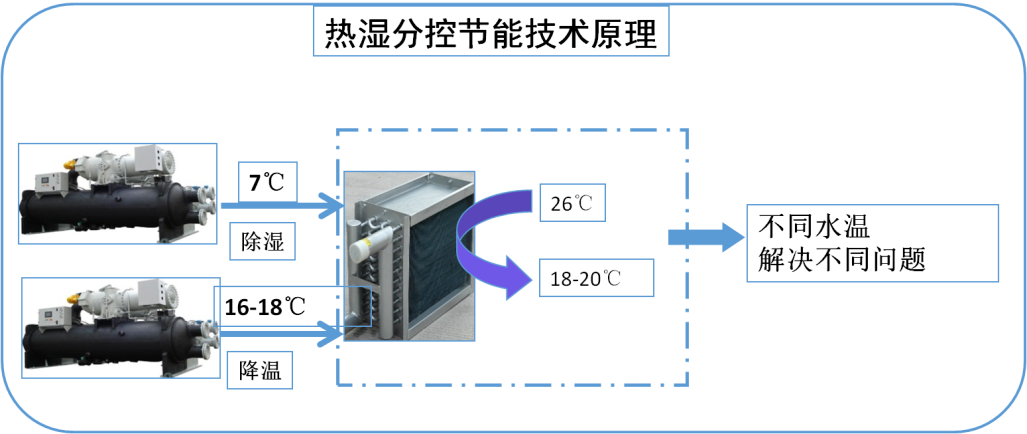 热湿分控节能技术原理
7℃
除湿
16-18℃
降温
26℃
18-20℃
不同水温
解决不同问题